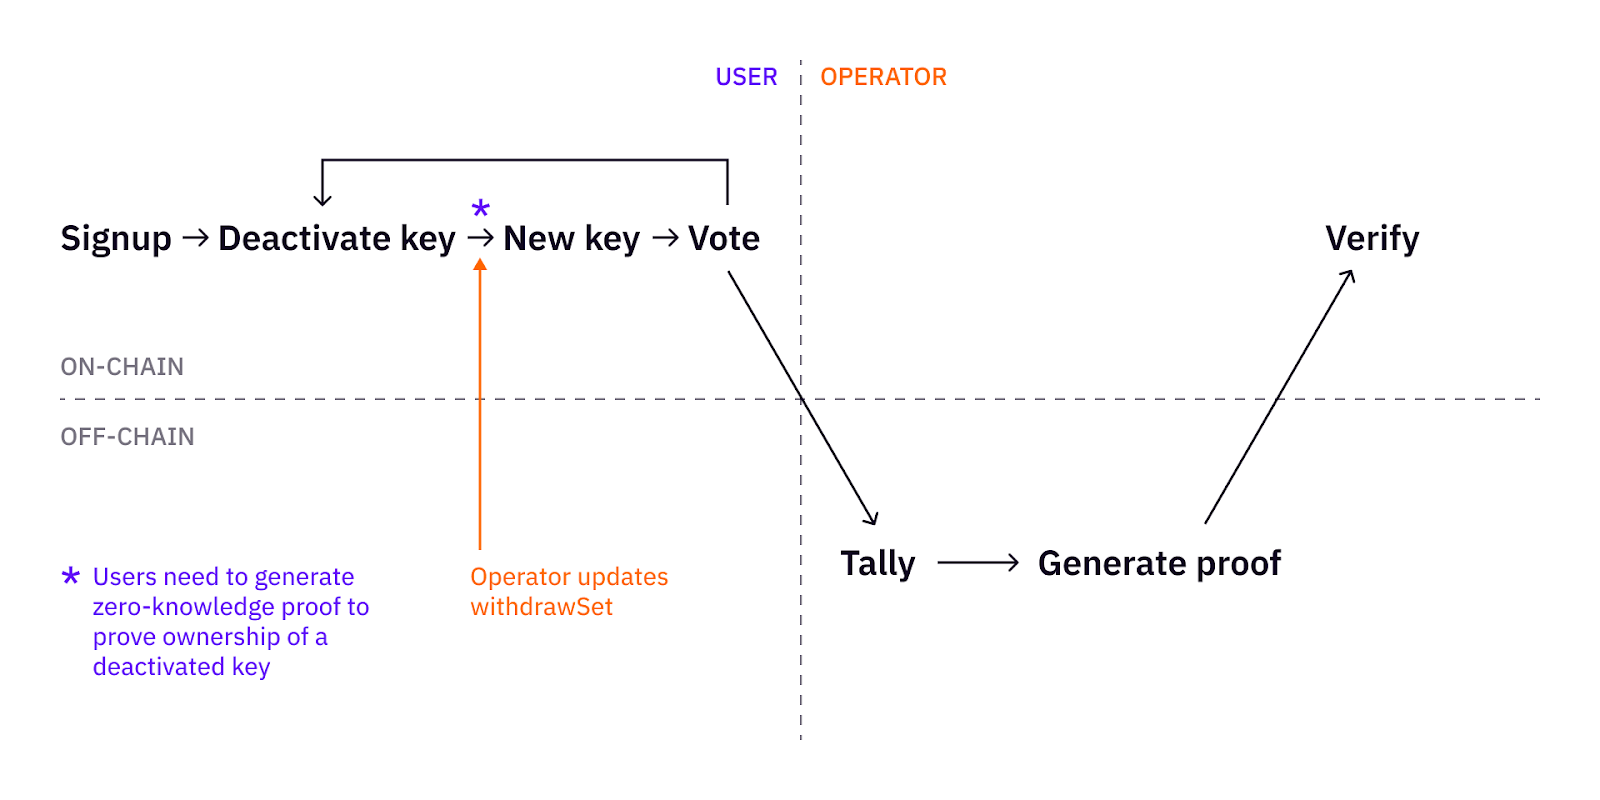 USER
OPERATOR
*
Signup → Deactivate key → New key → Vote
Verify
ON-CHAIN
OFF-CHAIN
Tally → Generate proof
* Users need to generate
zero-knowledge proof to
prove ownership of a
deactivated key
Operator updates
withdrawSet